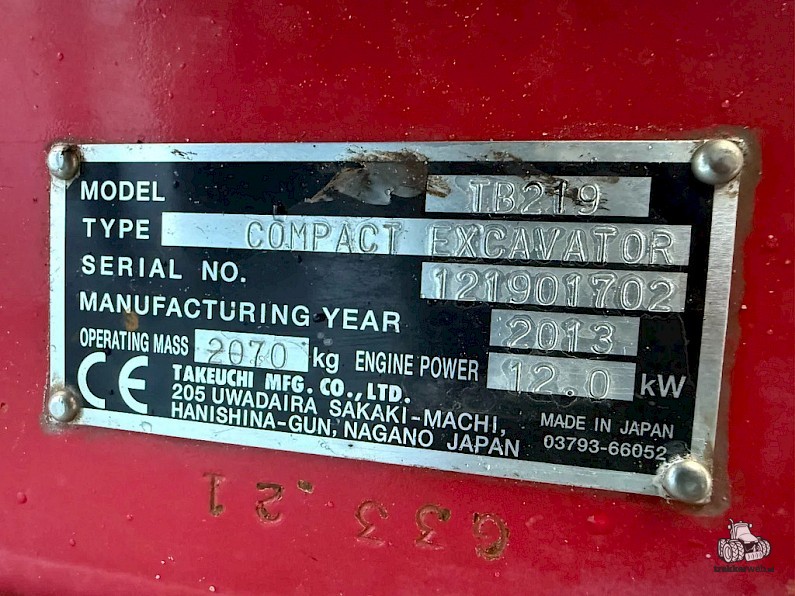 MODEL TB219
TYPE COMPACT EXCAVATOR
SERIAL NO. 121901702
MANUFACTURING YEAR 2013
OPERATING MASS 2070 kg ENGINE POWER 12.0 kW
CE TAKEUCHI MFG. CO., LTD.
205 UWADAIRA SAKAKI-MACHI,
HANISHINA-GUN, NAGANO JAPAN
MADE IN JAPAN
03793-66052